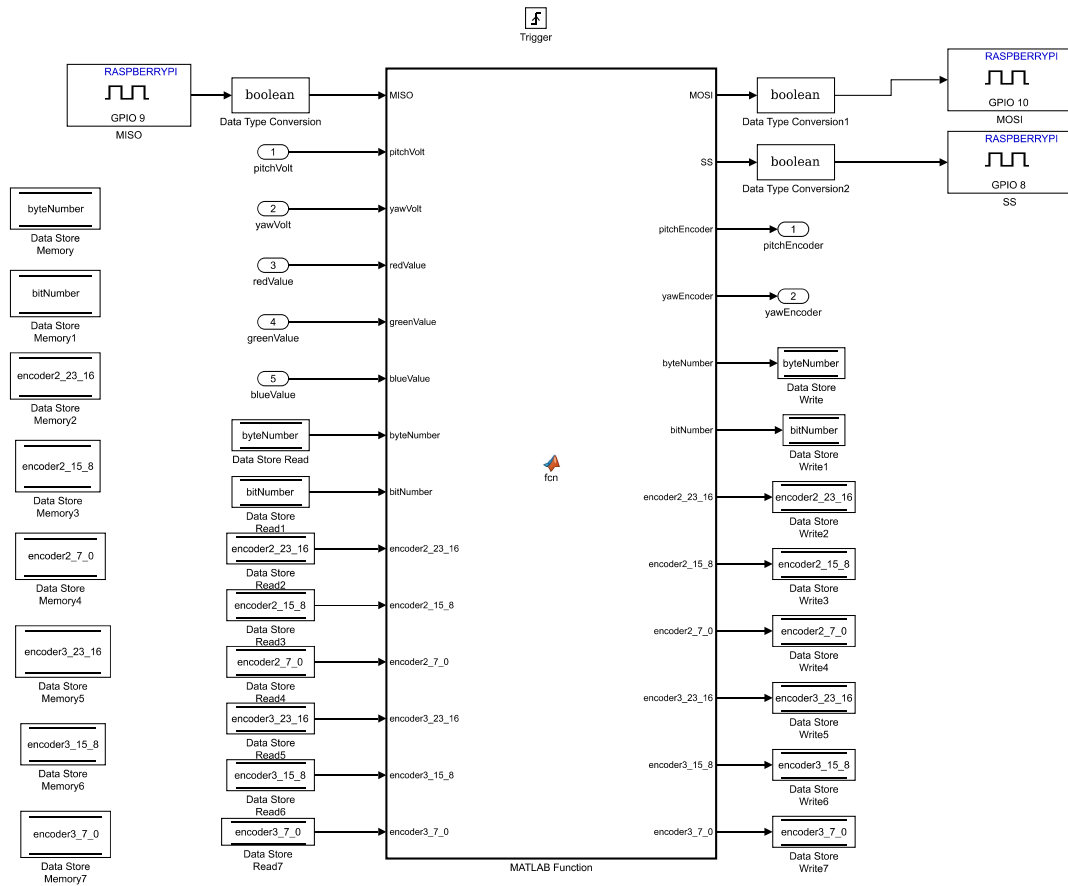 Trigger
RASPBERRYPI
GPIO 9
MISO
boolean
Data Type Conversion
1
pitchVolt
2
yawVolt
3
redValue
4
greenValue
5
blueValue
byteNumber
Data Store
Memory
bitNumber
Data Store
Memory1
encoder2_23_16
Data Store
Memory2
encoder2_15_8
Data Store
Memory3
encoder2_7_0
Data Store
Memory4
encoder3_23_16
Data Store
Memory5
encoder3_15_8
Data Store
Memory6
encoder3_7_0
Data Store
Memory7
byteNumber
Data Store Read
bitNumber
Data Store
Read1
encoder2_23_16
Data Store
Read2
encoder2_15_8
Data Store
Read3
encoder2_7_0
Data Store
Read4
encoder3_23_16
Data Store
Read5
encoder3_15_8
Data Store
Read6
encoder3_7_0
Data Store
Read7
MISO
pitchVolt
yawVolt
redValue
greenValue
blueValue
byteNumber
bitNumber
encoder2_23_16
encoder2_15_8
encoder2_7_0
encoder3_23_16
encoder3_15_8
encoder3_7_0
fcn
MATLAB Function
MOSI
SS
pitchEncoder
yawEncoder
byteNumber
bitNumber
encoder2_23_16
encoder2_15_8
encoder2_7_0
encoder3_23_16
encoder3_15_8
encoder3_7_0
boolean
Data Type Conversion1
boolean
Data Type Conversion2
RASPBERRYPI
GPIO 10
MOSI
RASPBERRYPI
GPIO 8
SS
1
pitchEncoder
2
yawEncoder
byteNumber
Data Store
Write
bitNumber
Data Store
Write1
encoder2_23_16
Data Store
Write2
encoder2_15_8
Data Store
Write3
encoder2_7_0
Data Store
Write4
encoder3_23_16
Data Store
Write5
encoder3_15_8
Data Store
Write6
encoder3_7_0
Data Store
Write7